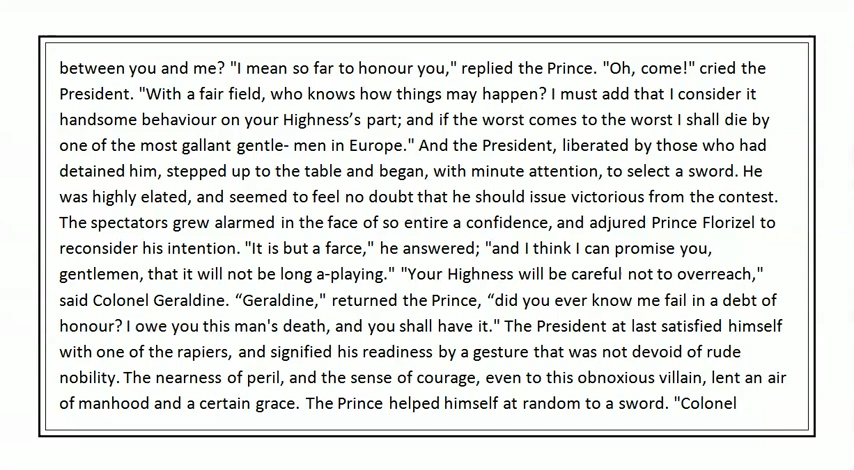 between you and me? "I mean so far to honour you," replied the Prince. "Oh, come!" cried the
President. "With a fair field, who knows how things may happen? I must add that I consider it
handsome behaviour on your Highness’s part; and if the worst comes to the worst I shall die by
one of the most gallant gentle- men in Europe." And the President, liberated by those who had
detained him, stepped up to the table and began, with minute attention, to select a sword. He
was highly elated, and seemed to feel no doubt that he should issue victorious from the contest.
The spectators grew alarmed in the face of so entire a confidence, and adjured Prince Florizel to
reconsider his intention. "It is but a farce," he answered; "and I think I can promise you,
gentlemen, that it will not be long a-playing." "Your Highness will be careful not to overreach,"
said Colonel Geraldine. “Geraldine," returned the Prince, “did you ever know me fail in a debt of
honour? I owe you this man's death, and you shall have it." The President at last satisfied himself
with one of the rapiers, and signified his readiness by a gesture that was not devoid of rude
nobility. The nearness of peril, and the sense of courage, even to this obnoxious villain, lent an air
of manhood and a certain grace. The Prince helped himself at random to a sword. "Colonel